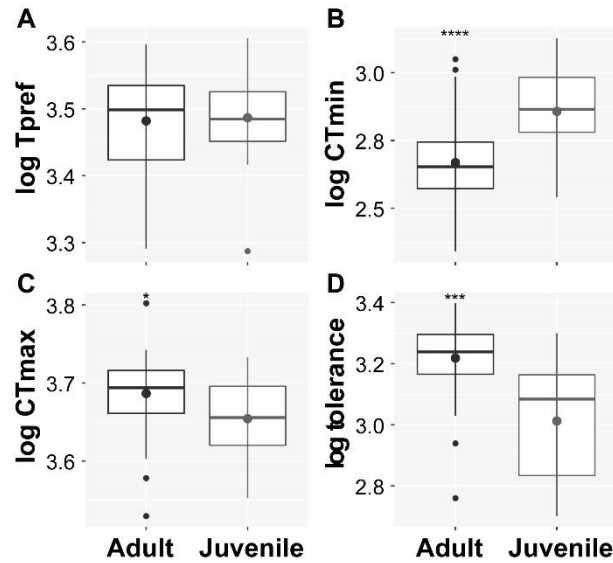 A
log Tpref
3.6
3.5
3.4
3.3
B
log CTmin
****
3.0
2.8
2.5
C
log CTmax
*
3.8
3.7
3.6
D
log tolerance
***
3.4
3.2
3.0
2.8
Adult Juvenile
Adult Juvenile